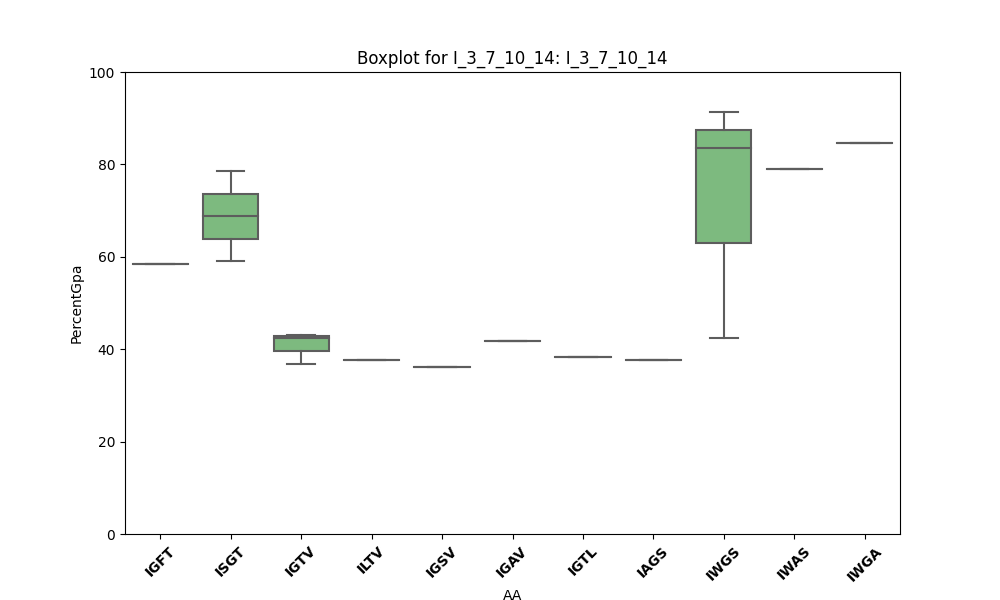 Boxplot for I_3_7_10_14: I_3_7_10_14
PercentGpa
100
80
60
40
20
0
IGFT ISGT IGTV ILTV IGSV IGAV IGTL IAGS IWGS IWAS IWGA
AA